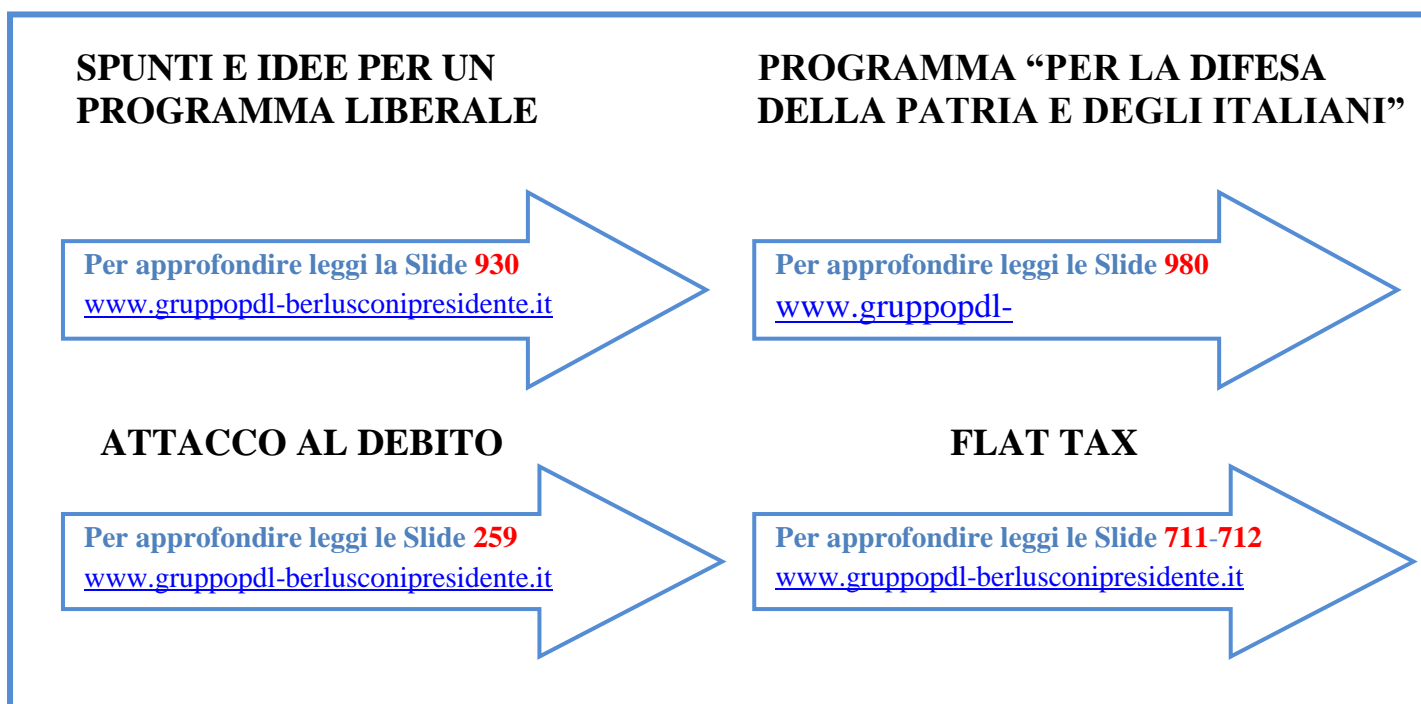 SPUNTI E IDEE PER UN
PROGRAMMA LIBERALE
Per approfondire leggi la Slide 930
www.gruppopdl-berlusconipresidente.it
PROGRAMMA “PER LA DIFESA
DELLA PATRIA E DEGLI ITALIANI”
Per approfondire leggi le Slide 980
www.gruppopdl-
ATTACCO AL DEBITO
Per approfondire leggi le Slide 259
www.gruppopdl-berlusconipresidente.it
FLAT TAX
Per approfondire leggi le Slide 711-712
www.gruppopdl-berlusconipresidente.it